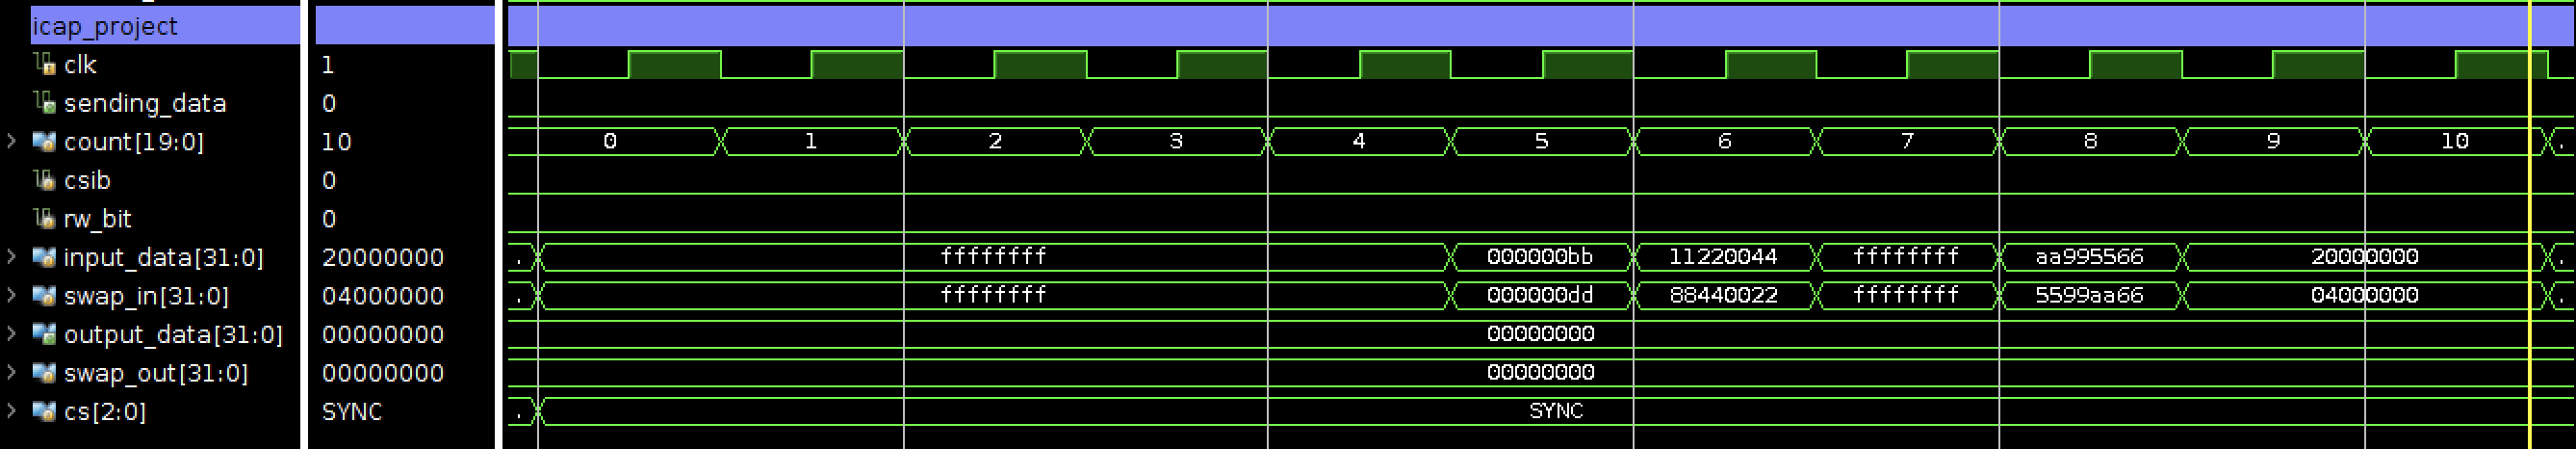 icap_project
clk 1
sending_data 0
count[19:0] 10 0 1 2 3 4 5 6 7 8 9 10 .
csib 0
rw_bit 0
input_data[31:0] 20000000 . ffffffff 000000bb 11220044 ffffffff aa995566 20000000 .
swap_in[31:0] 04000000 . ffffffff 000000dd 88440022 ffffffff 5599aa66 04000000 .
output_data[31:0] 00000000 00000000
swap_out[31:0] 00000000 00000000
cs[2:0] SYNC . SYNC